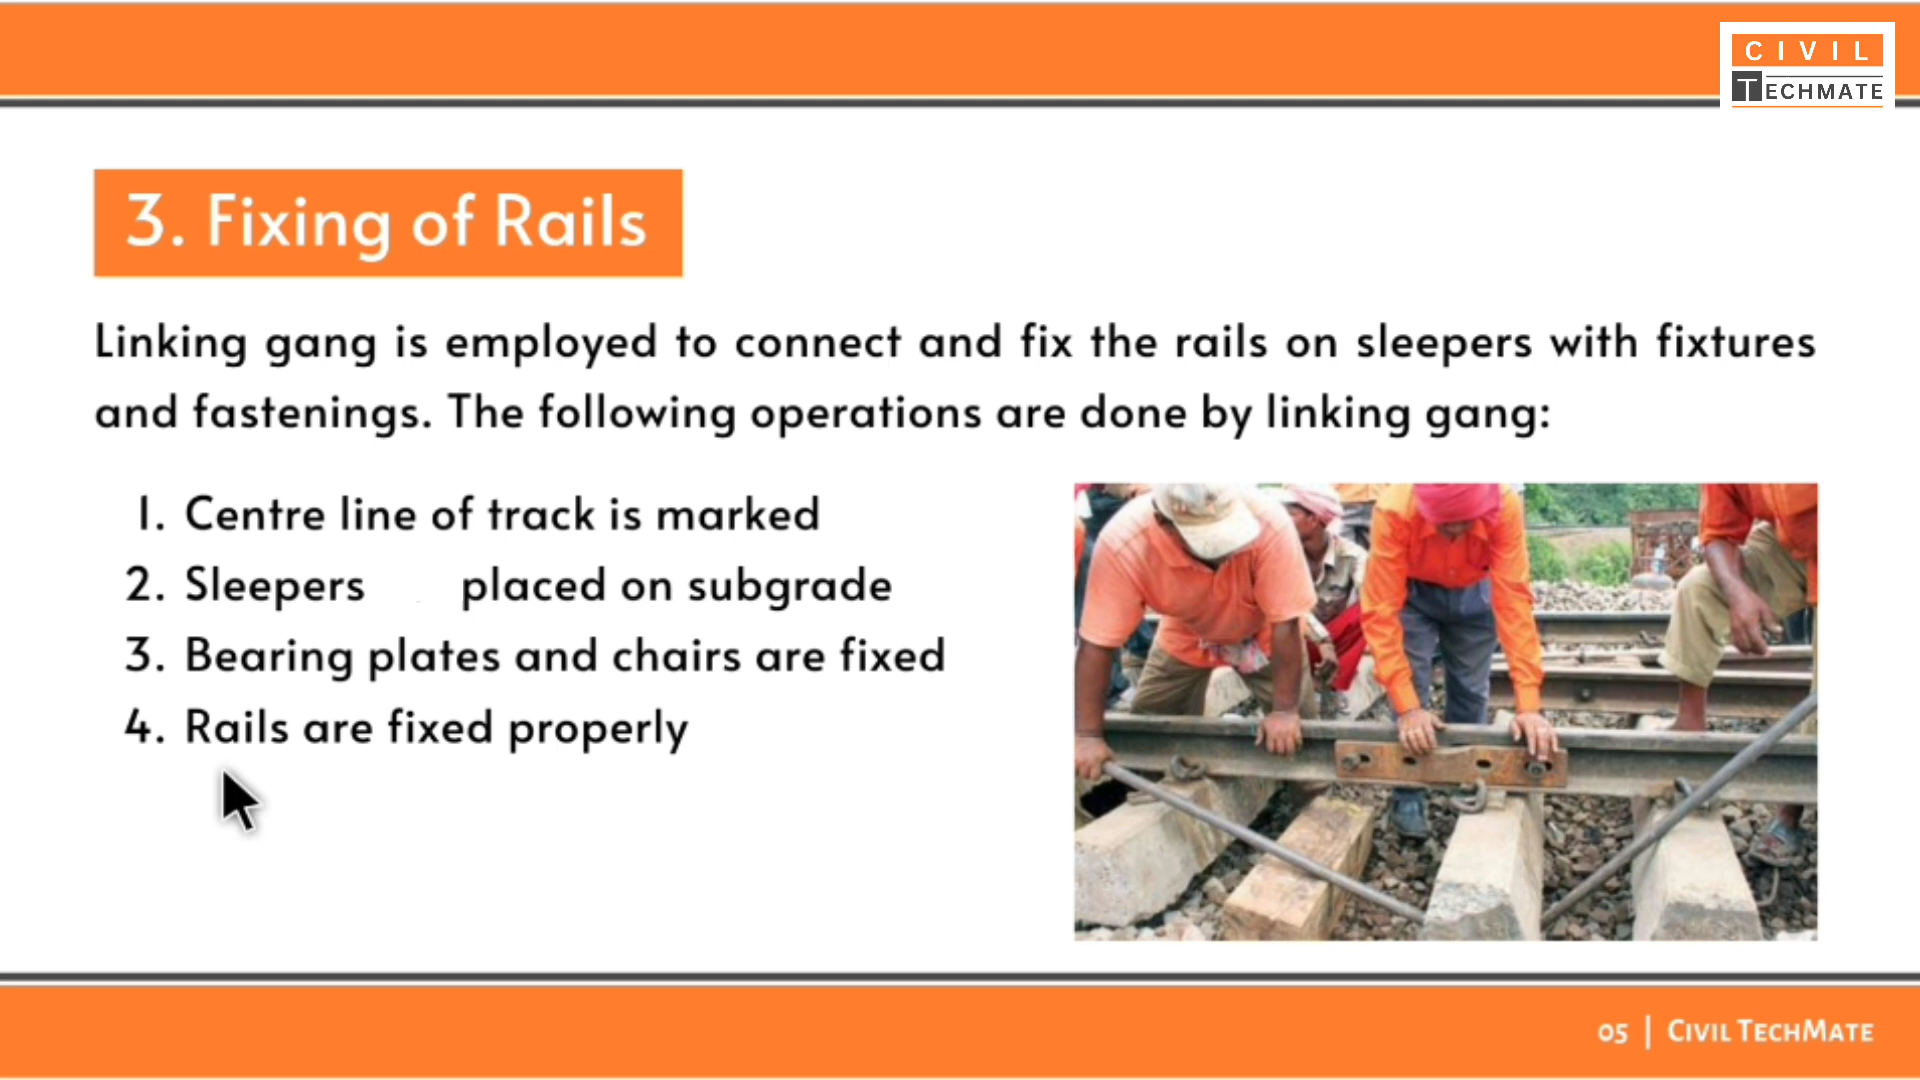 CIVIL
TECHMATE
3. Fixing of Rails
Linking gang is employed to connect and fix the rails on sleepers with fixtures
and fastenings. The following operations are done by linking gang:
1. Centre line of track is marked
2. Sleepers placed on subgrade
3. Bearing plates and chairs are fixed
4. Rails are fixed properly
05 | CIVIL TECHMATE